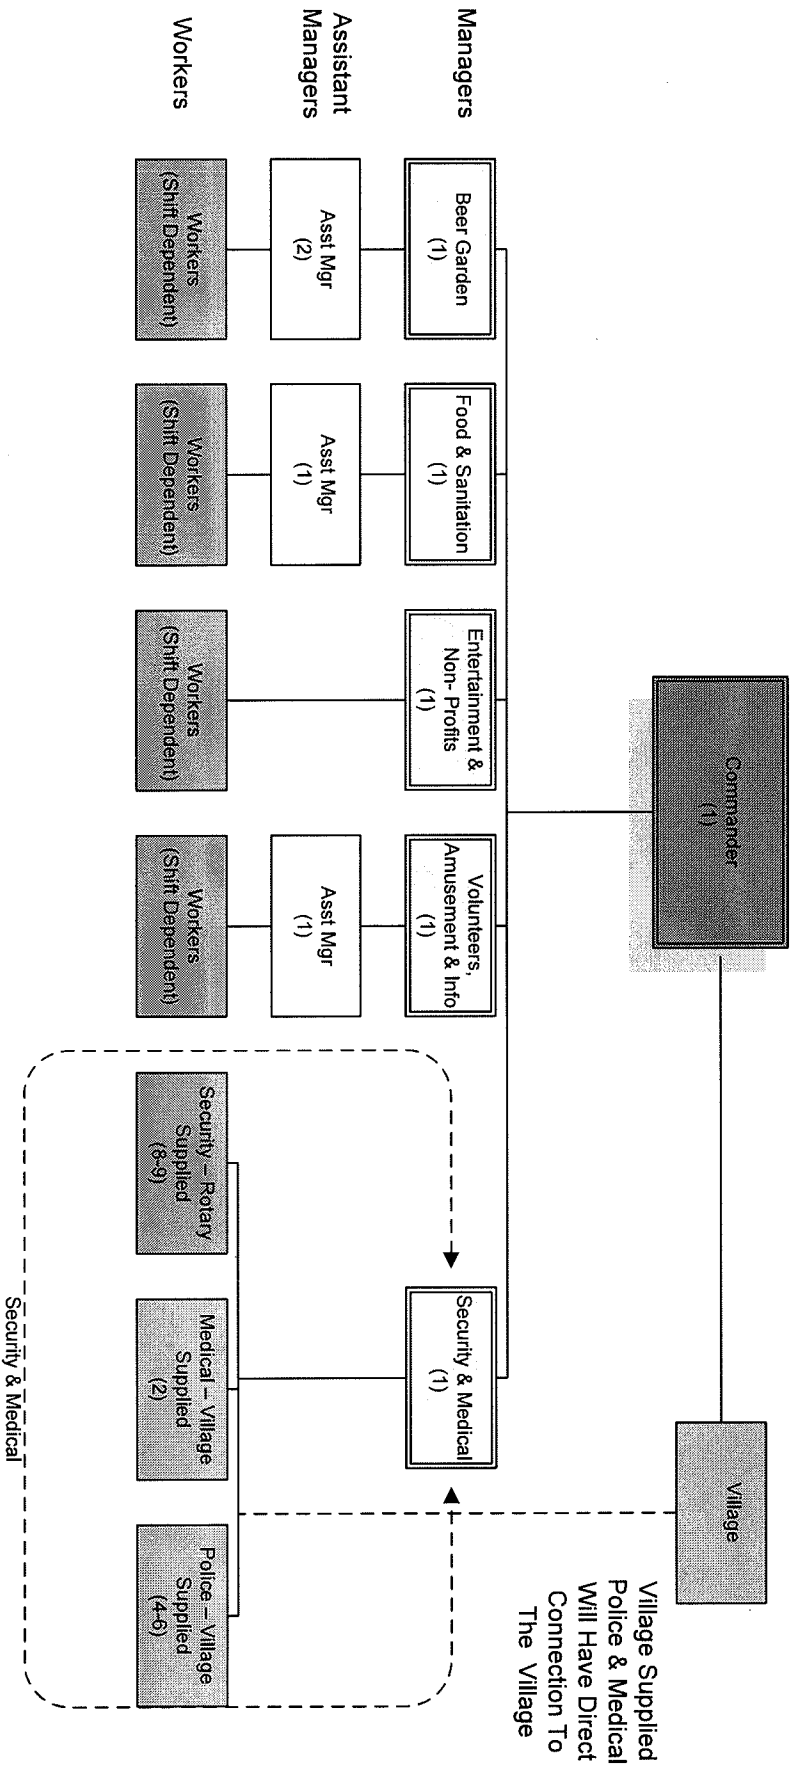 Commander
(1)
Village
Village Supplied
Police & Medical
Will Have Direct
Connection To
The Village
Managers
Beer Garden
(1)
Food & Sanitation
(1)
Entertainment &
Non- Profits
(1)
Volunteers,
Amusement & Info
(1)
Security & Medical
(1)
Assistant
Managers
Asst Mgr
(2)
Asst Mgr
(1)
Asst Mgr
(1)
Workers
Workers
(Shift Dependent)
Workers
(Shift Dependent)
Workers
(Shift Dependent)
Workers
(Shift Dependent)
Security – Rotary
Supplied
(8-9)
Medical – Village
Supplied
(2)
Police – Village
Supplied
(4-6)
Security & Medical